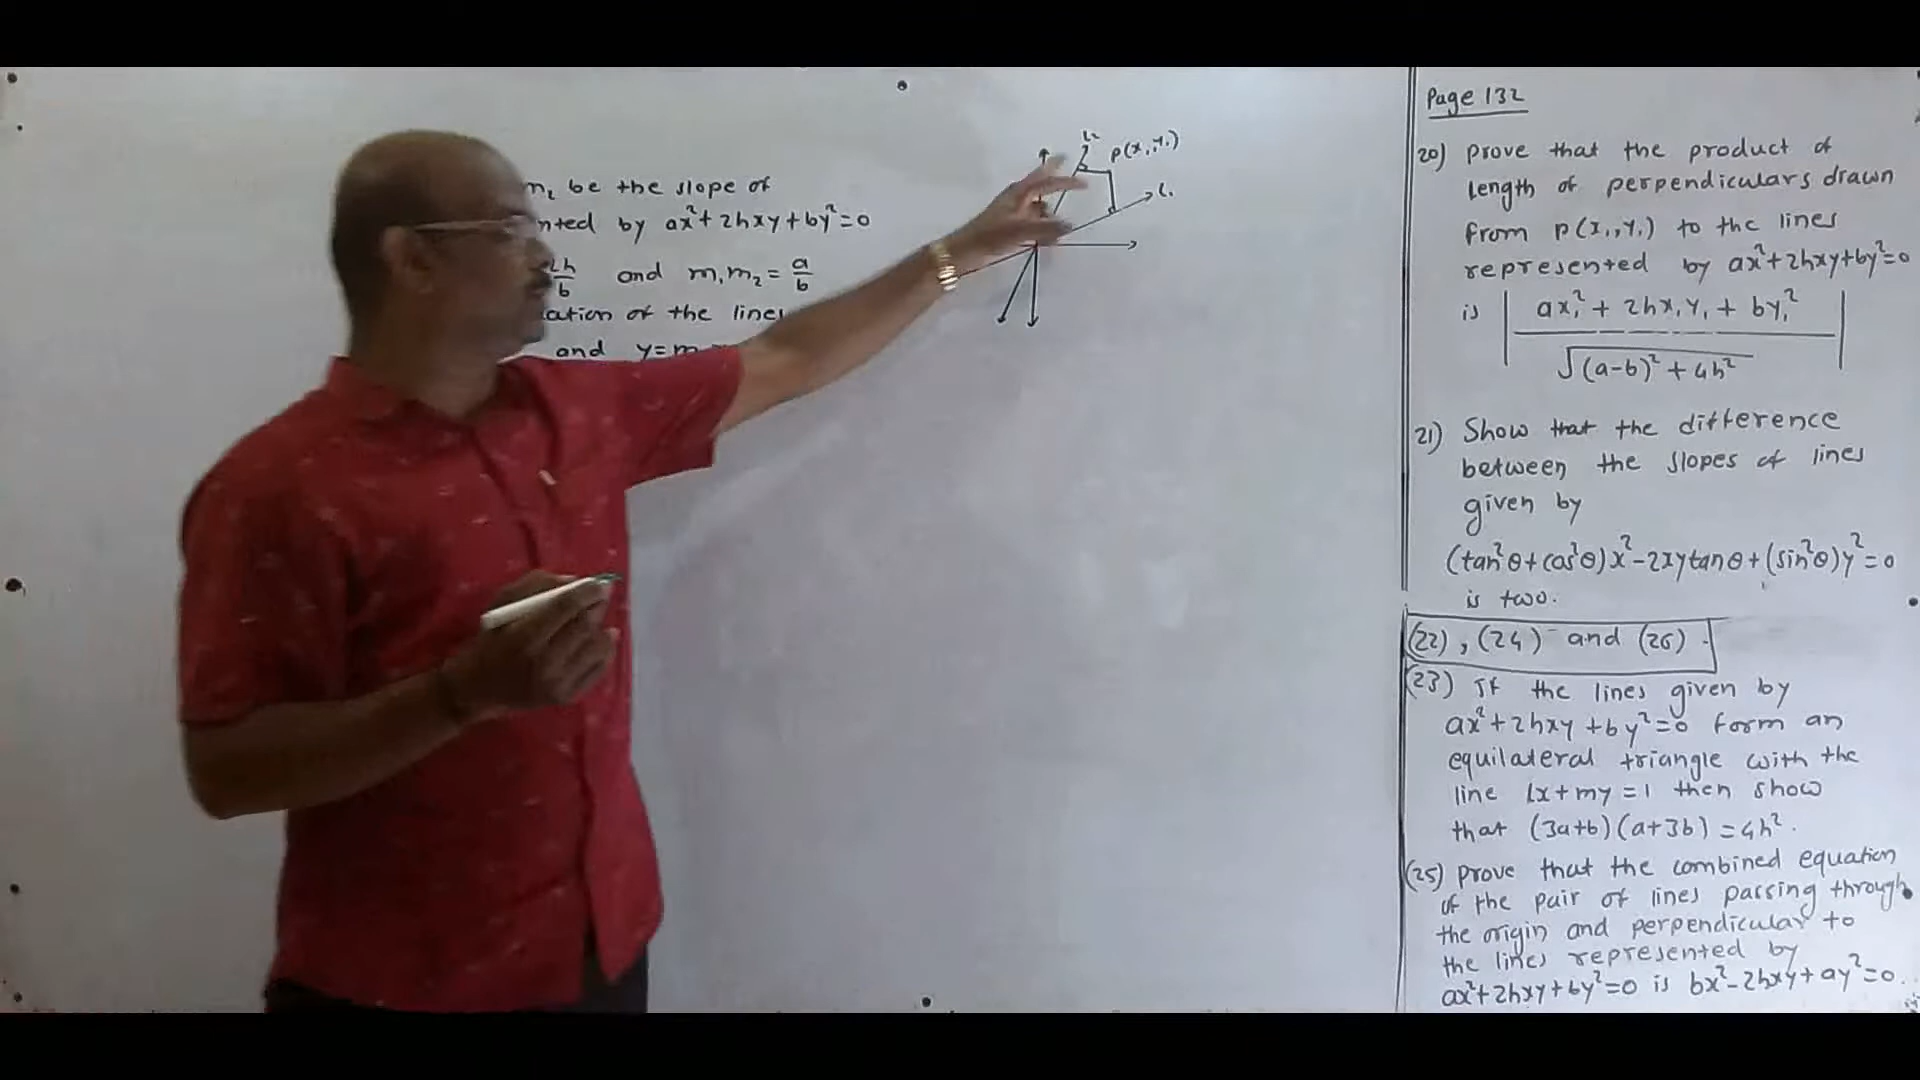 m₂ be the slope of
nted by ax²+2hxy+by²=0
2h/b and m₁m₂ = a/b
ation of the lines
and y=m
L₂
P(x₁,y₁)
L₁
Page 132
20) prove that the product of
length of perpendiculars drawn
from P(x₁,y₁) to the lines
represented by ax²+2hxy+by²=0
is | ax₁² + 2hx₁y₁ + by₁² / √(a-b)² + 4h² |
21) Show that the difference
between the slopes of lines
given by
(tan²θ+cos²θ)x²-2xytanθ+(sin²θ)y²=0
is two.
(22), (24) and (26).
(23) If the lines given by
ax²+2hxy+by²=0 form an
equilateral triangle with the
line lx+my=1 then show
that (3a+b)(a+3b)=4h².
(25) prove that the combined equation
of the pair of lines passing through
the origin and perpendicular to
the lines represented by
ax²+2hxy+by²=0 is bx²-2hxy+ay²=0.